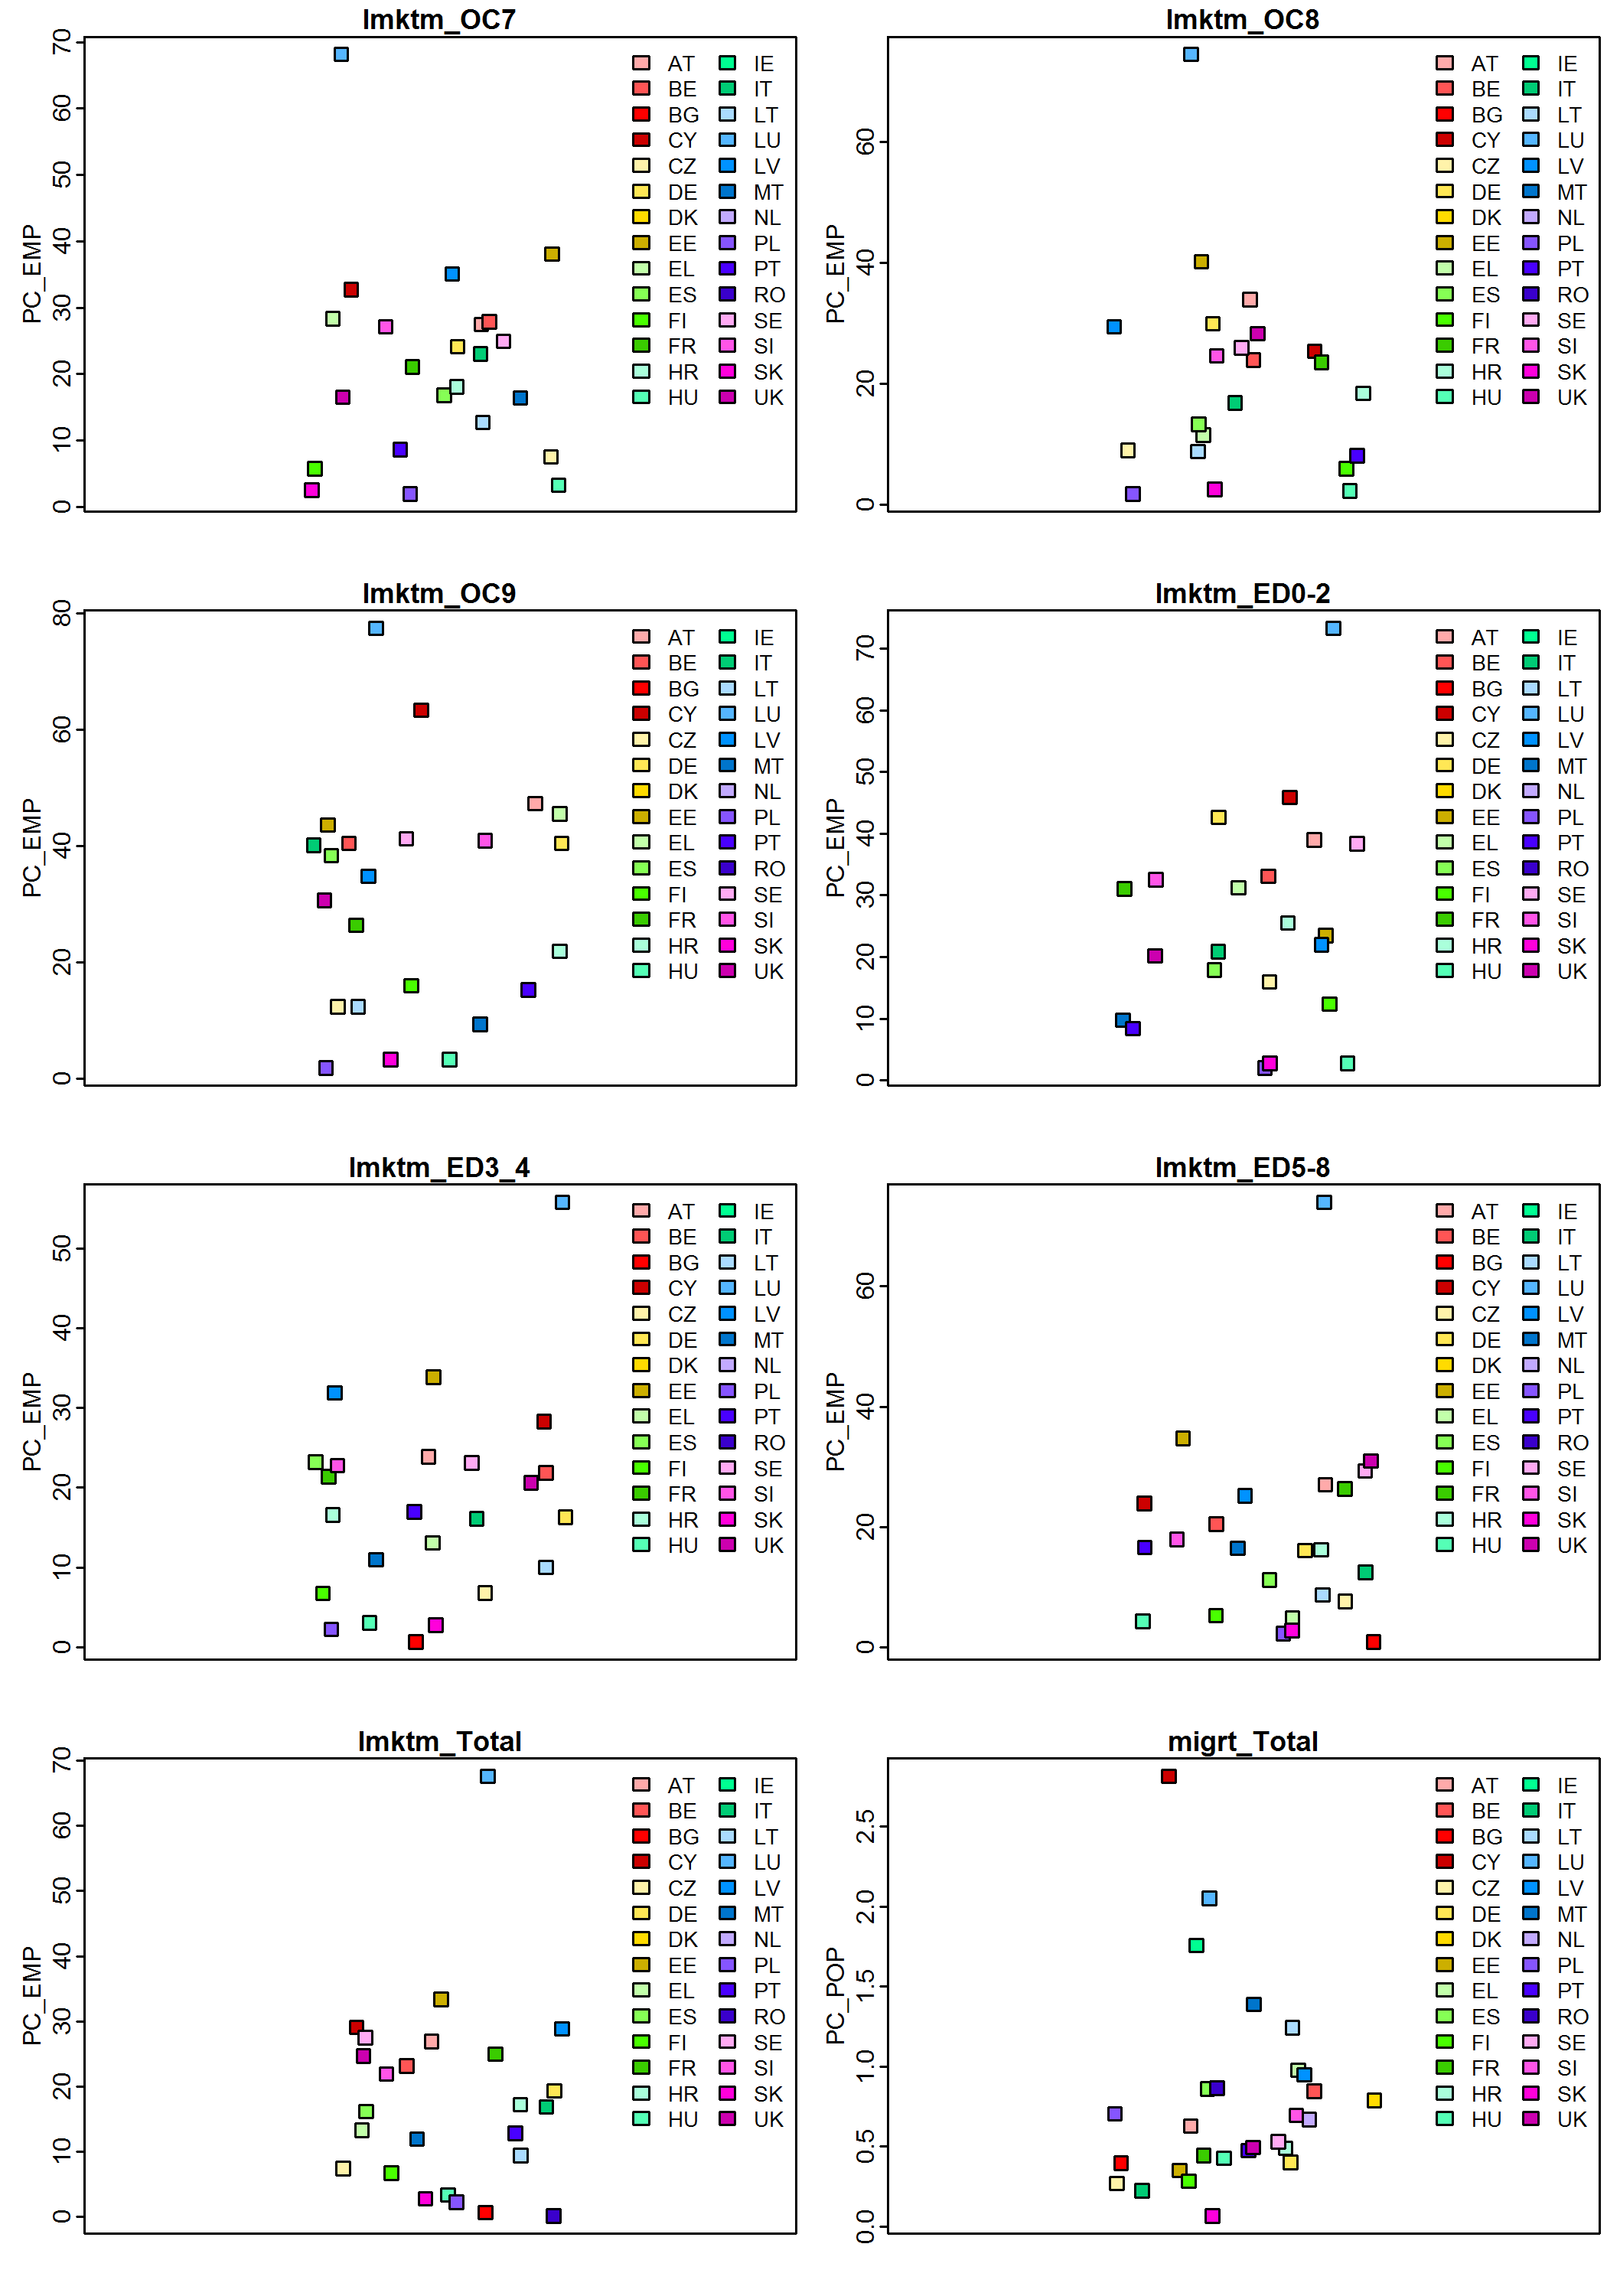 lmktm_OC7
PC_EMP
0 10 20 30 40 50 60 70
AT IE
BE IT
BG LT
CY LU
CZ LV
DE MT
DK NL
EE PL
EL PT
ES RO
FI SE
FR SI
HR SK
HU UK
lmktm_OC8
PC_EMP
0 20 40 60
AT IE
BE IT
BG LT
CY LU
CZ LV
DE MT
DK NL
EE PL
EL PT
ES RO
FI SE
FR SI
HR SK
HU UK
lmktm_OC9
PC_EMP
0 20 40 60 80
AT IE
BE IT
BG LT
CY LU
CZ LV
DE MT
DK NL
EE PL
EL PT
ES RO
FI SE
FR SI
HR SK
HU UK
lmktm_ED0-2
PC_EMP
0 10 20 30 40 50 60 70
AT IE
BE IT
BG LT
CY LU
CZ LV
DE MT
DK NL
EE PL
EL PT
ES RO
FI SE
FR SI
HR SK
HU UK
lmktm_ED3_4
PC_EMP
0 10 20 30 40 50
AT IE
BE IT
BG LT
CY LU
CZ LV
DE MT
DK NL
EE PL
EL PT
ES RO
FI SE
FR SI
HR SK
HU UK
lmktm_ED5-8
PC_EMP
0 20 40 60
AT IE
BE IT
BG LT
CY LU
CZ LV
DE MT
DK NL
EE PL
EL PT
ES RO
FI SE
FR SI
HR SK
HU UK
lmktm_Total
PC_EMP
0 10 20 30 40 50 60 70
AT IE
BE IT
BG LT
CY LU
CZ LV
DE MT
DK NL
EE PL
EL PT
ES RO
FI SE
FR SI
HR SK
HU UK
migrt_Total
PC_POP
0.0 0.5 1.0 1.5 2.0 2.5
AT IE
BE IT
BG LT
CY LU
CZ LV
DE MT
DK NL
EE PL
EL PT
ES RO
FI SE
FR SI
HR SK
HU UK